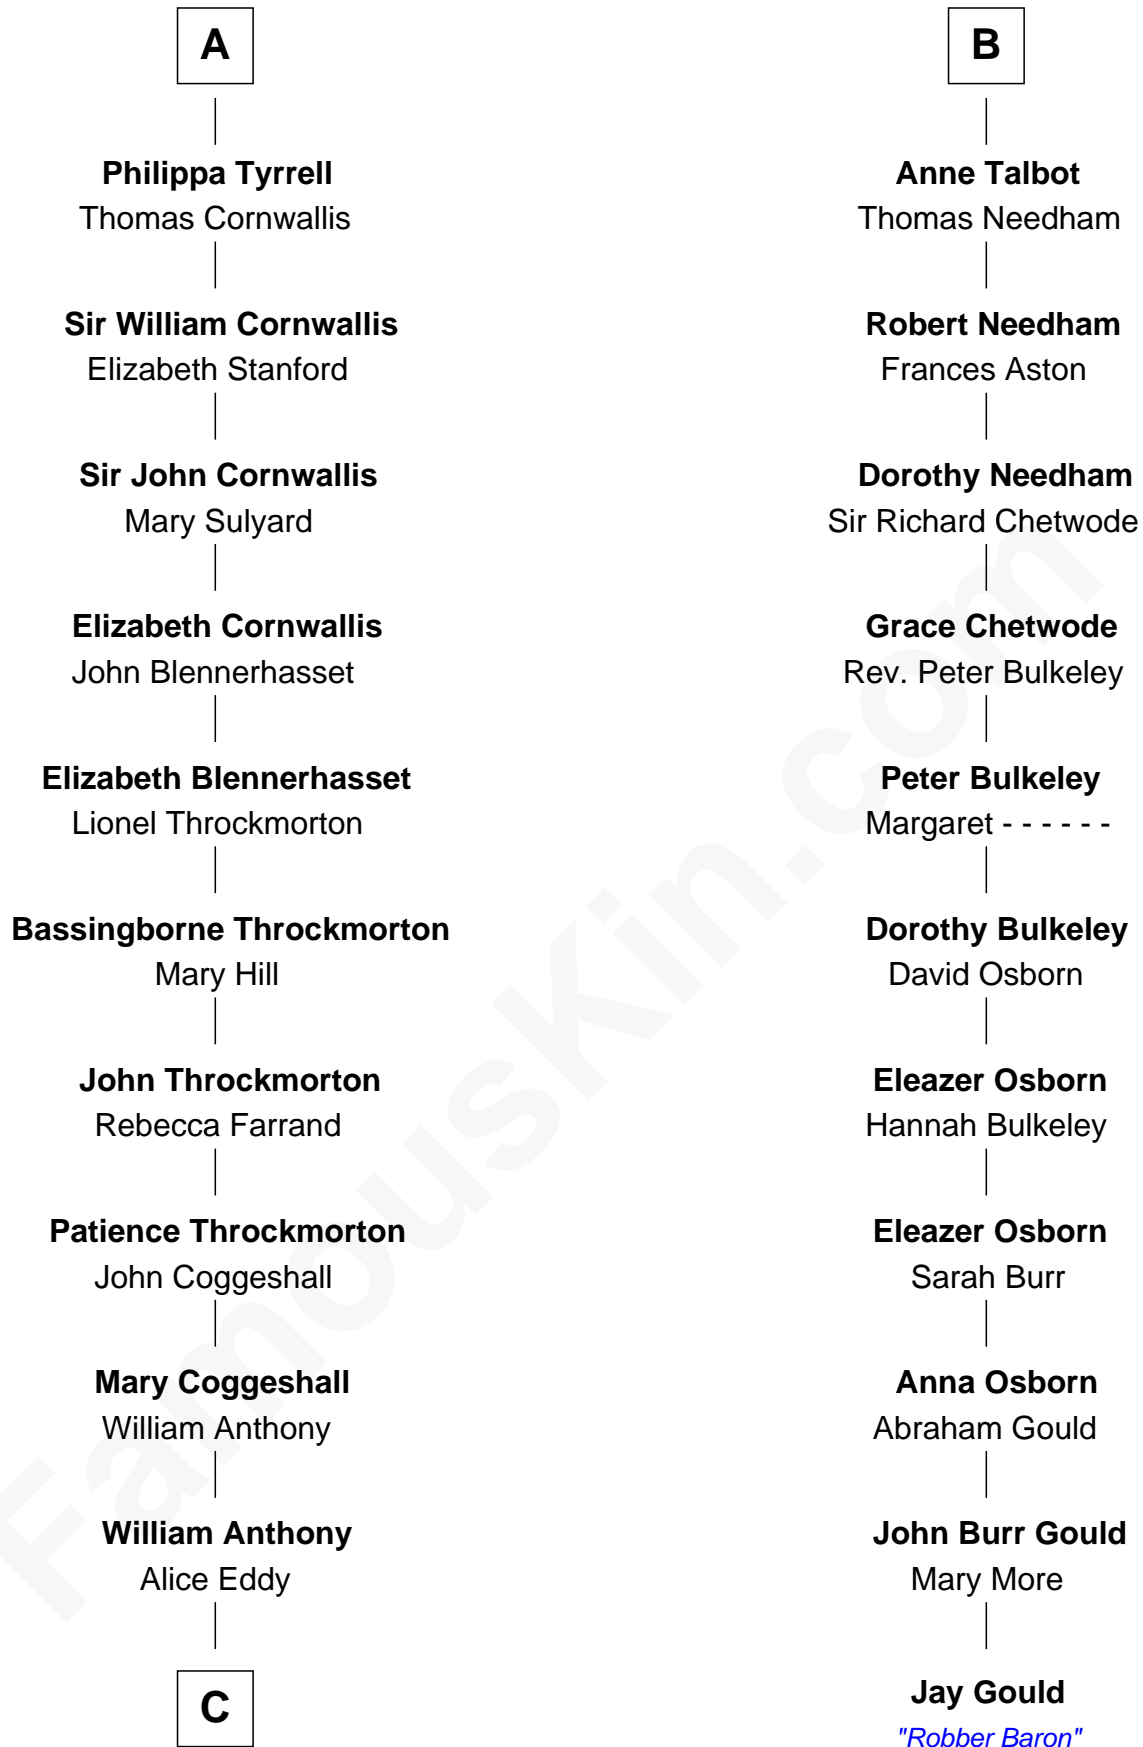 A
Philippa Tyrrell
Thomas Cornwallis
Sir William Cornwallis
Elizabeth Stanford
Sir John Cornwallis
Mary Sulyard
Elizabeth Cornwallis
John Blennerhasset
Elizabeth Blennerhasset
Lionel Throckmorton
Bassingborne Throckmorton
Mary Hill
John Throckmorton
Rebecca Farrand
Patience Throckmorton
John Coggeshall
Mary Coggeshall
William Anthony
William Anthony
Alice Eddy
C
B
Anne Talbot
Thomas Needham
Robert Needham
Frances Aston
Dorothy Needham
Sir Richard Chetwode
Grace Chetwode
Rev. Peter Bulkeley
Peter Bulkeley
Margaret - - - - - -
Dorothy Bulkeley
David Osborn
Eleazer Osborn
Hannah Bulkeley
Eleazer Osborn
Sarah Burr
Anna Osborn
Abraham Gould
John Burr Gould
Mary More
Jay Gould
"Robber Baron"
FamousKin.com